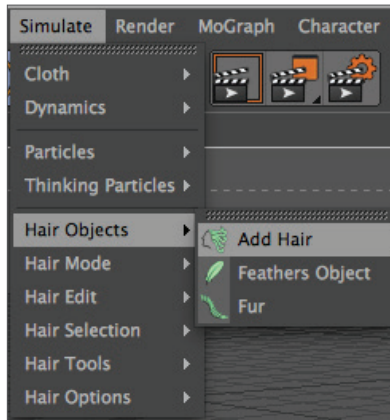 Simulate Render MoGraph Character
Cloth
Dynamics
Particles
Thinking Particles
Hair Objects
Add Hair
Hair Mode
Feathers Object
Hair Edit
Fur
Hair Selection
Hair Tools
Hair Options